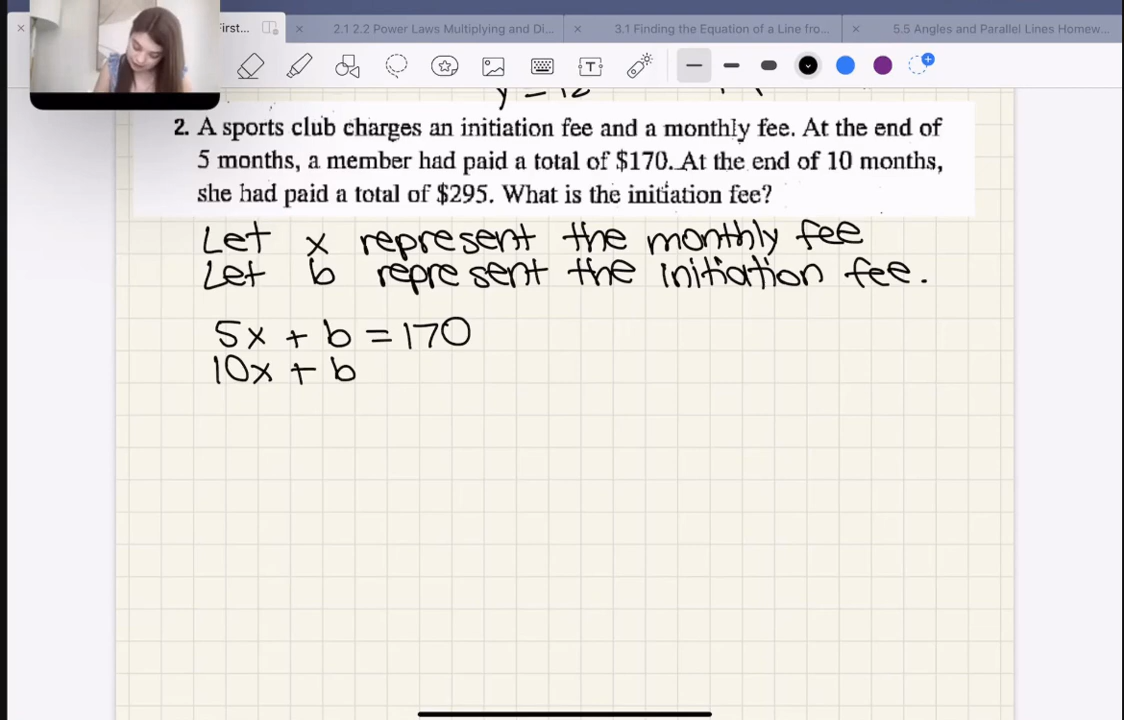 irst...
2.1 2.2 Power Laws Multiplying and Di...
3.1 Finding the Equation of a Line fro...
5.5 Angles and Parallel Lines Homew...
2. A sports club charges an initiation fee and a monthly fee. At the end of
5 months, a member had paid a total of $170. At the end of 10 months,
she had paid a total of $295. What is the initiation fee?
Let x represent the monthly fee
Let b represent the initiation fee.
5x + b = 170
10x + b